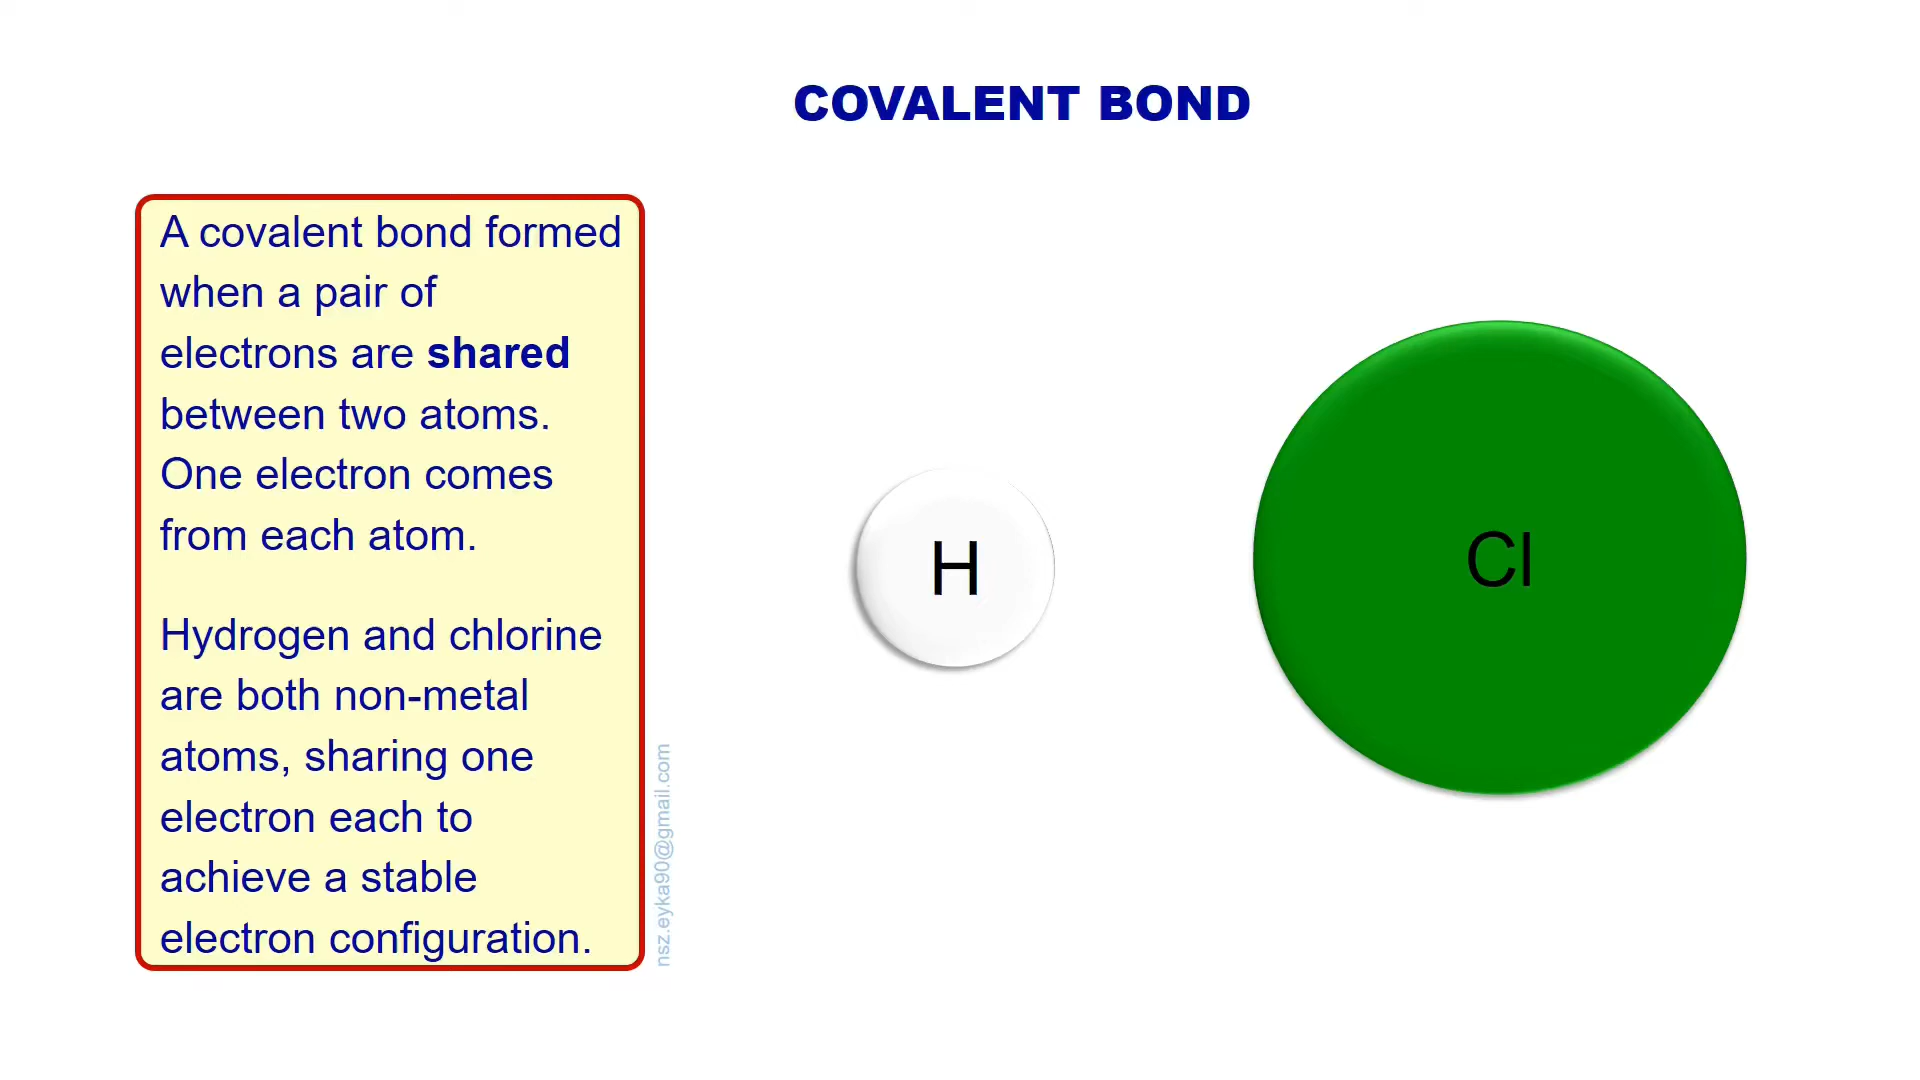 COVALENT BOND
A covalent bond formed
when a pair of
electrons are shared
between two atoms.
One electron comes
from each atom.
Hydrogen and chlorine
are both non-metal
atoms, sharing one
electron each to
achieve a stable
electron configuration.
nsz.eyka90@gmail.com
H
Cl